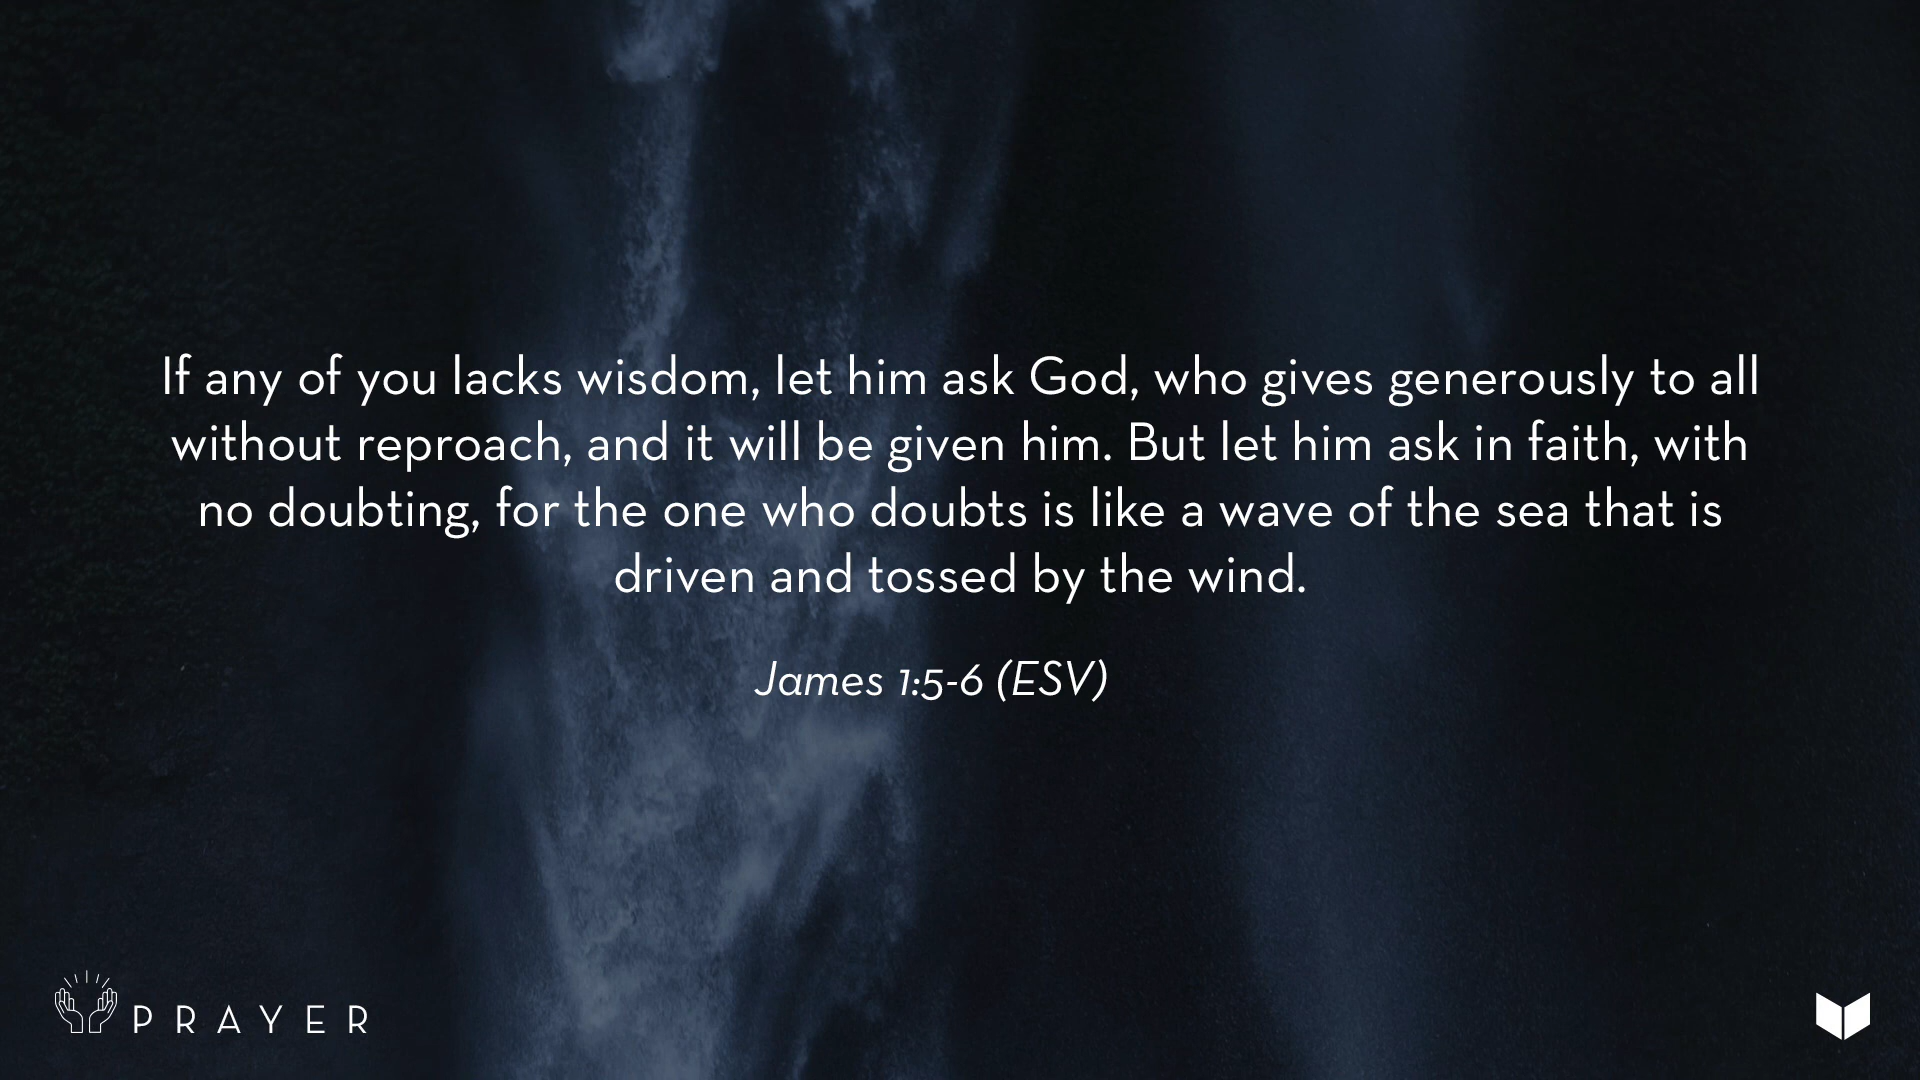 If any of you lacks wisdom, let him ask God, who gives generously to all
without reproach, and it will be given him. But let him ask in faith, with
no doubting, for the one who doubts is like a wave of the sea that is
driven and tossed by the wind.
James 1:5-6 (ESV)
PRAYER